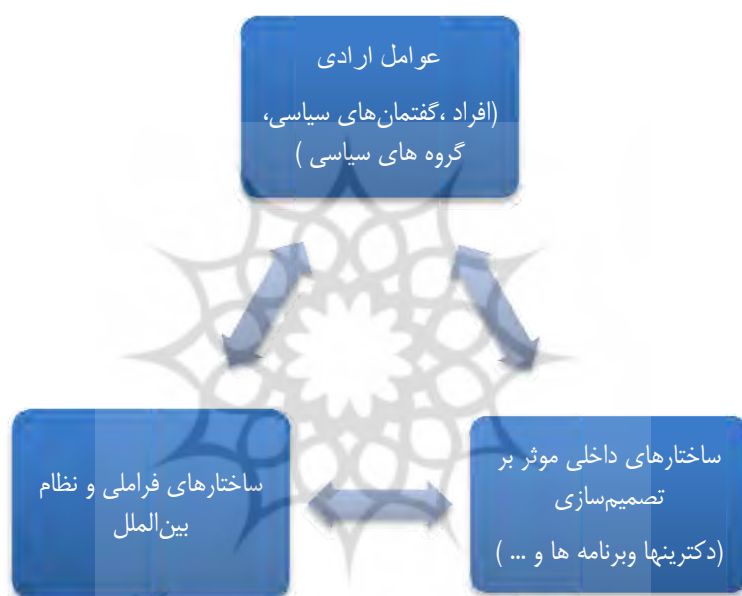 عوامل ارادی
(افراد ،گفتمان‌های سیاسی،
گروه های سیاسی )
ساختارهای داخلی موثر بر
تصمیم‌سازی
(دکترینها وبرنامه ها و ... )
ساختارهای فراملی و نظام
بین‌الملل